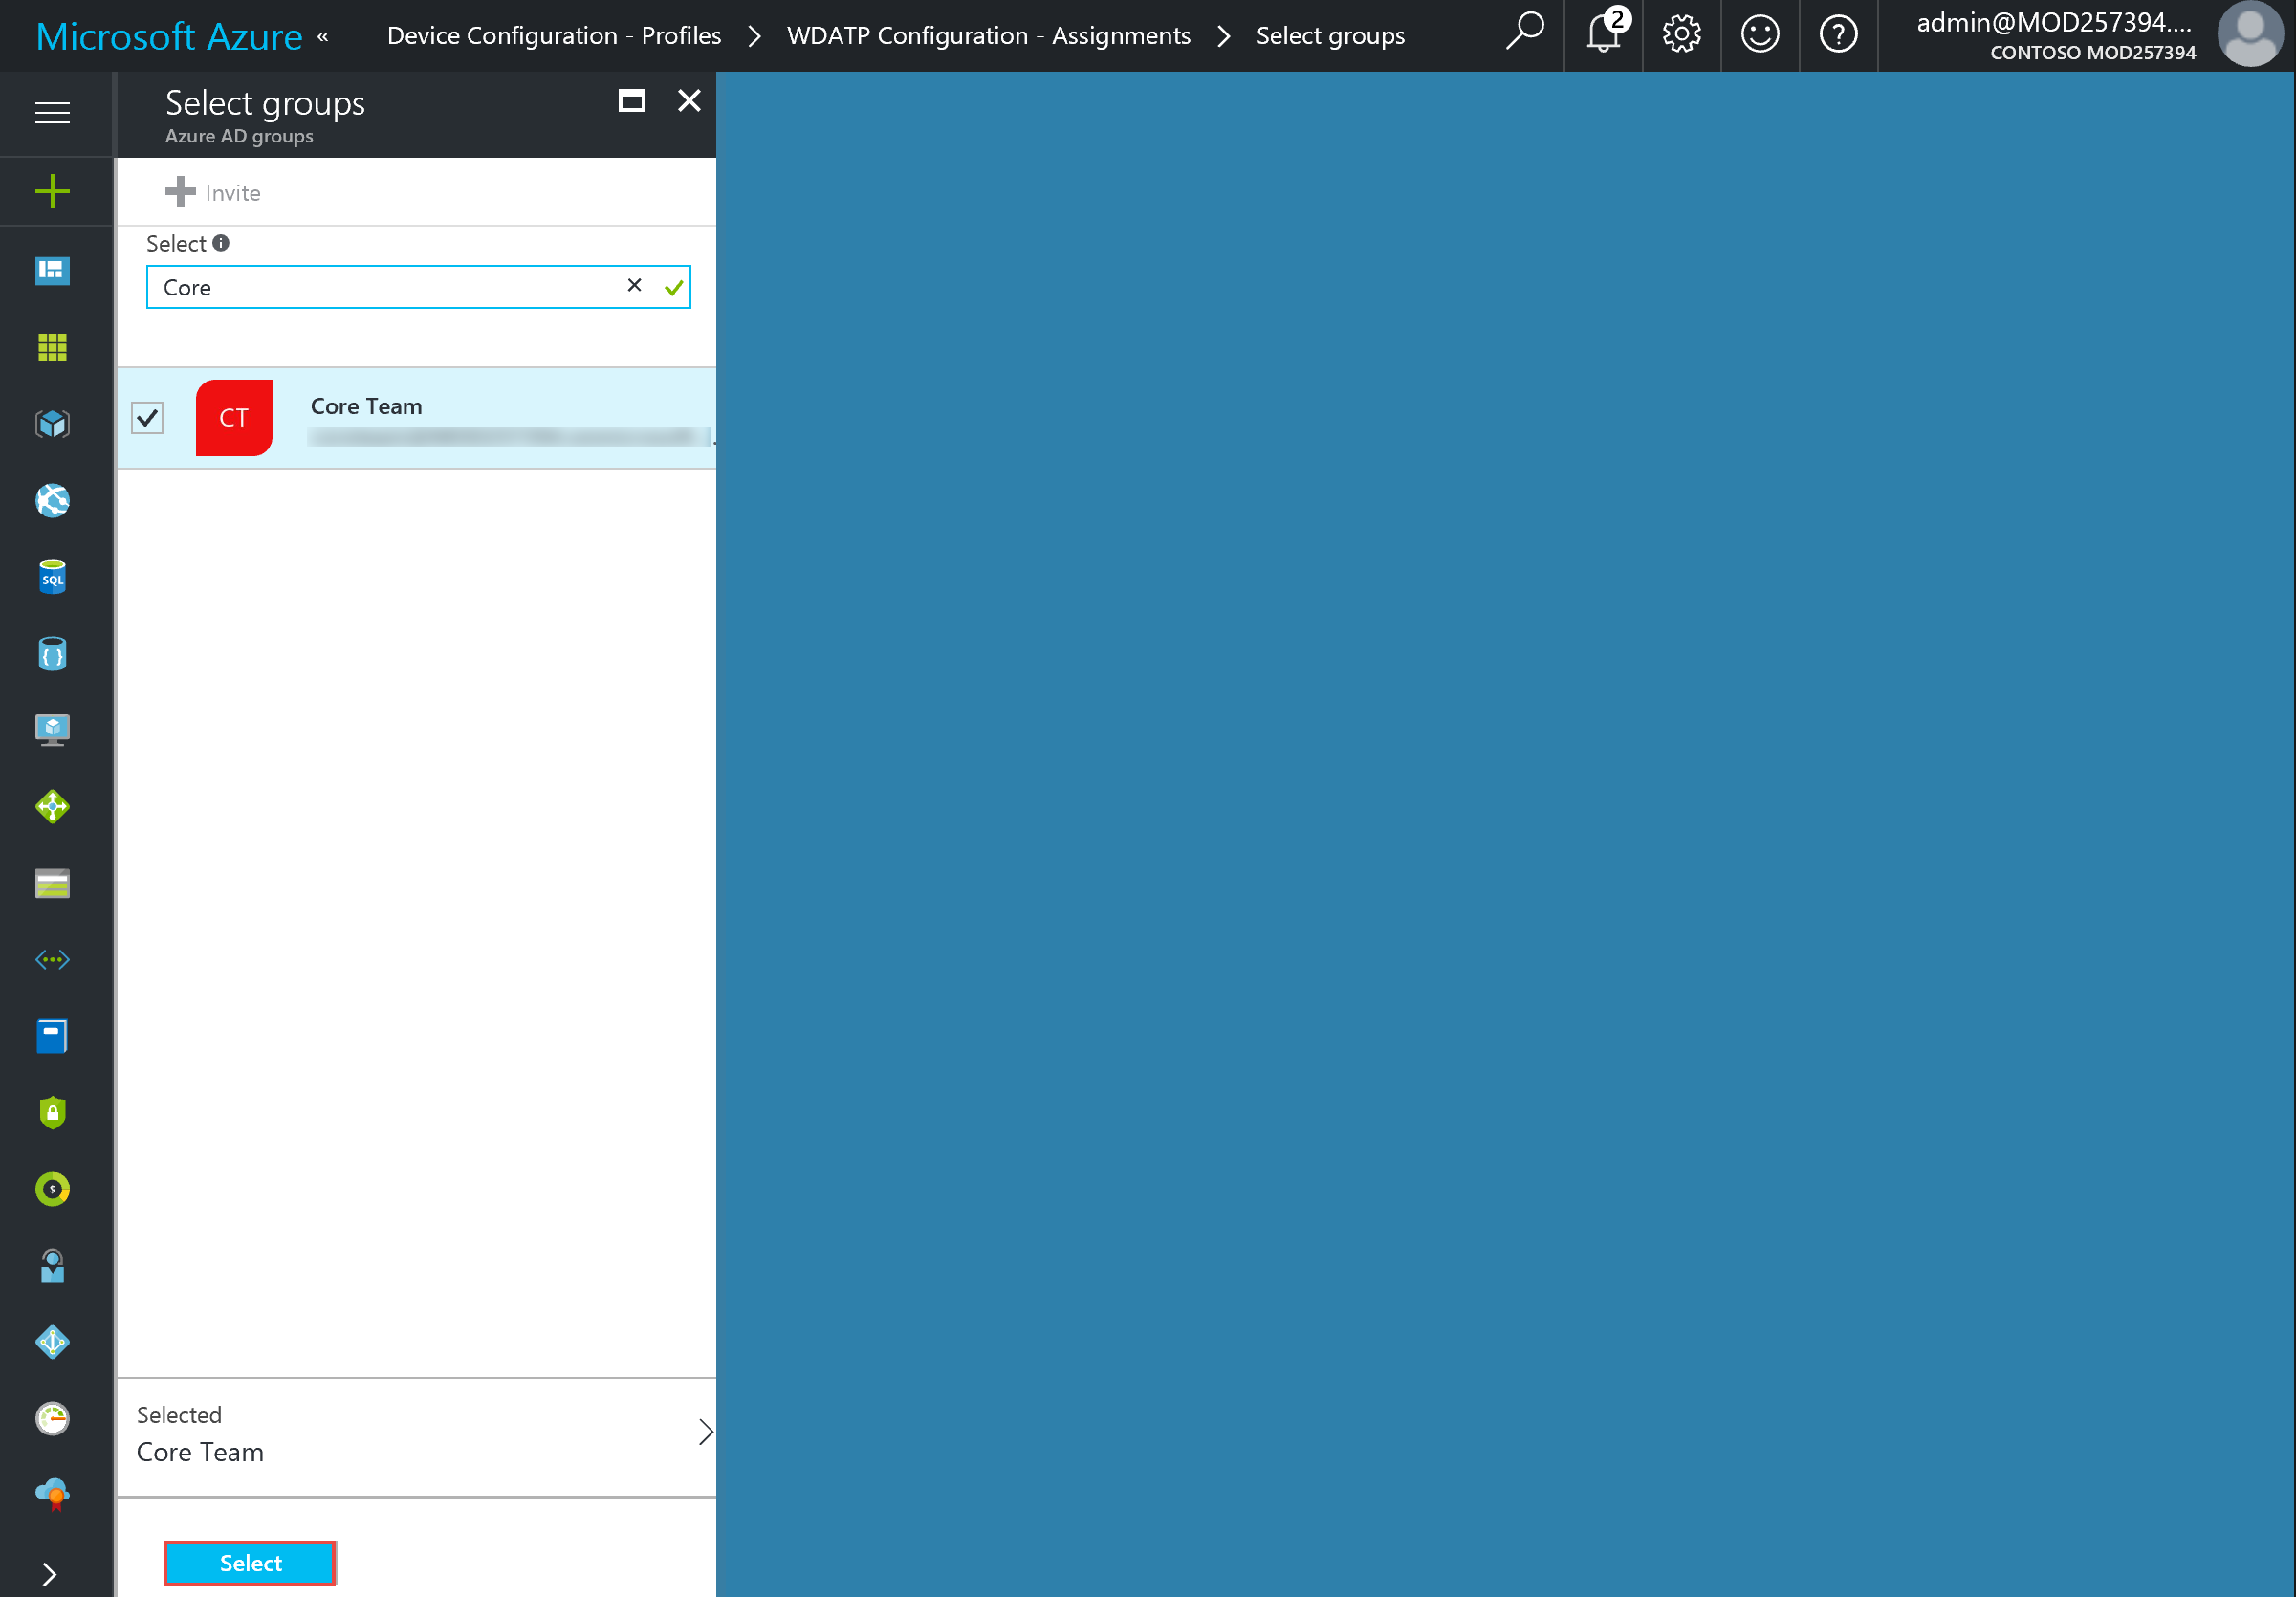 Microsoft Azure «
Device Configuration - Profiles > WDATP Configuration - Assignments > Select groups
2
?
admin@MOD257394....
CONTOSO MOD257394
Select groups
Azure AD groups
Invite
Select
Core
CT
Core Team
SQL
{ }
$
Selected
Core Team
Select